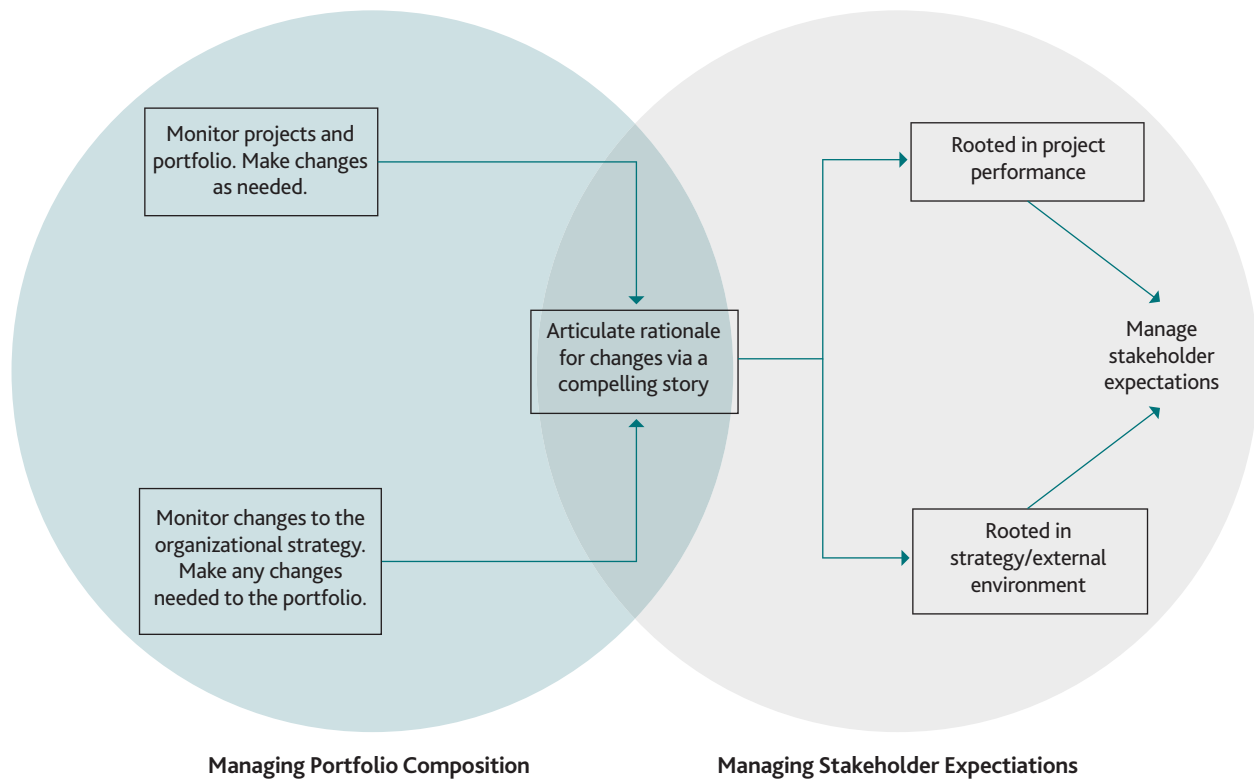 Monitor projects and
portfolio. Make changes
as needed.
Rooted in project
performance
Articulate rationale
for changes via a
compelling story
Manage
stakeholder
expectations
Monitor changes to the
organizational strategy.
Make any changes
needed to the portfolio.
Rooted in
strategy/external
environment
Managing Portfolio Composition
Managing Stakeholder Expectiations